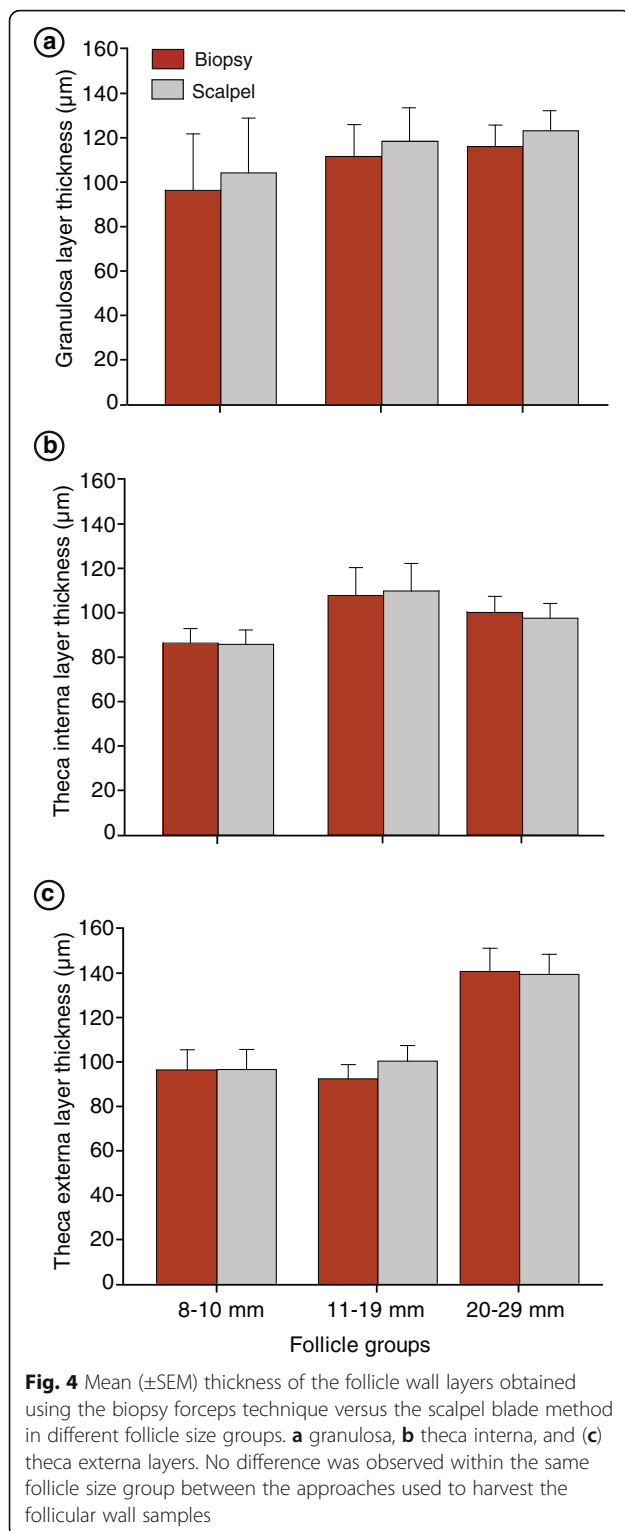 a
160
140
120
100
80
60
40
20
0
Granulosa layer thickness (µm)
Biopsy
Scalpel
b
160
140
120
100
80
60
40
20
0
Theca interna layer thickness (µm)
c
160
140
120
100
80
60
40
20
0
Theca externa layer thickness (µm)
8-10 mm 11-19 mm 20-29 mm
Follicle groups
Fig. 4 Mean (±SEM) thickness of the follicle wall layers obtained
using the biopsy forceps technique versus the scalpel blade method
in different follicle size groups. a granulosa, b theca interna, and (c)
theca externa layers. No difference was observed within the same
follicle size group between the approaches used to harvest the
follicular wall samples